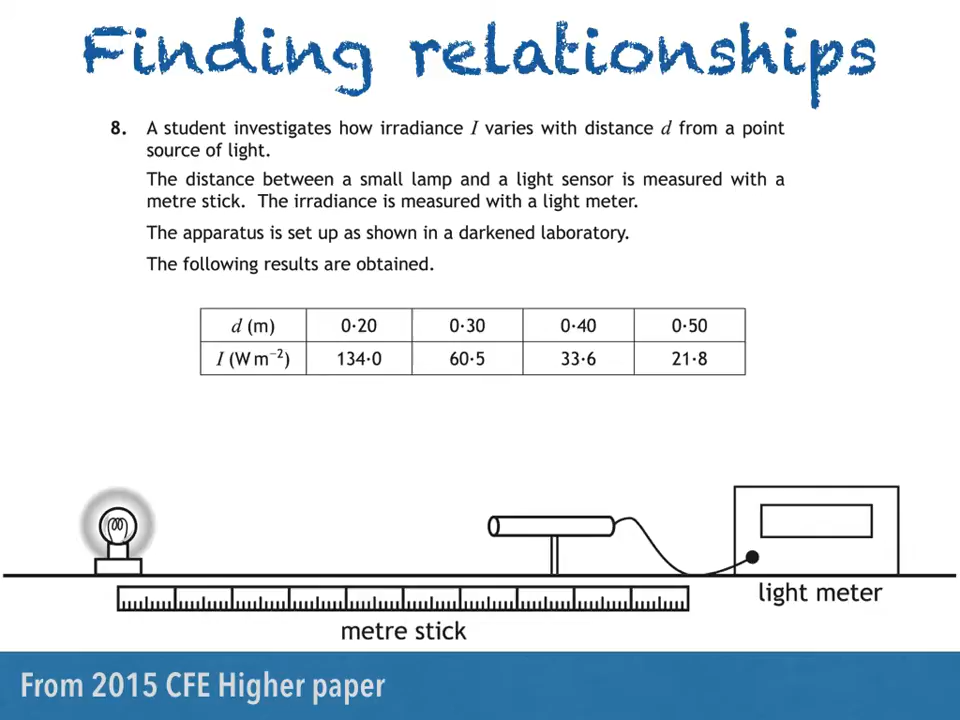 Finding relationships
8. A student investigates how irradiance I varies with distance d from a point
source of light.
The distance between a small lamp and a light sensor is measured with a
metre stick. The irradiance is measured with a light meter.
The apparatus is set up as shown in a darkened laboratory.
The following results are obtained.
d (m) 0·20 0·30 0·40 0·50
I (W m⁻²) 134·0 60·5 33·6 21·8
light meter
metre stick
From 2015 CFE Higher paper